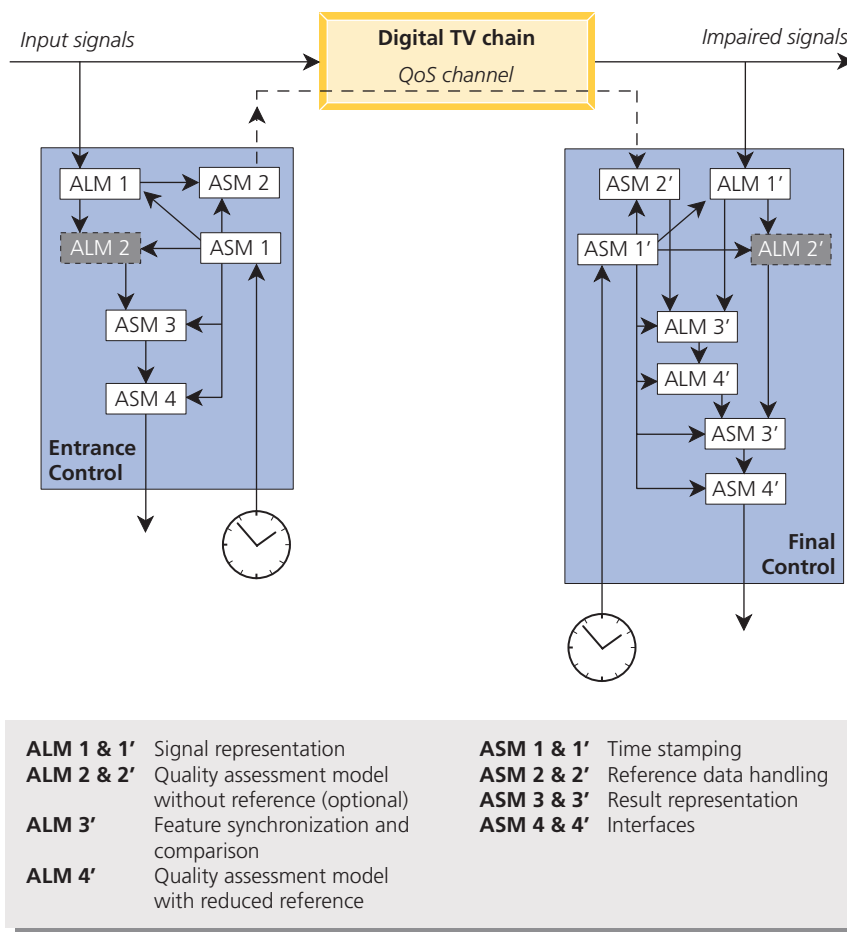 Input signals
Digital TV chain
QoS channel
Impaired signals
ALM 1
ASM 2
ALM 2
ASM 1
ASM 3
ASM 4
Entrance
Control
ASM 2’
ALM 1’
ASM 1’
ALM 2’
ALM 3’
ALM 4’
ASM 3’
ASM 4’
Final
Control
ALM 1 & 1’ Signal representation
ALM 2 & 2’ Quality assessment model
without reference (optional)
ALM 3’ Feature synchronization and
comparison
ALM 4’ Quality assessment model
with reduced reference
ASM 1 & 1’ Time stamping
ASM 2 & 2’ Reference data handling
ASM 3 & 3’ Result representation
ASM 4 & 4’ Interfaces